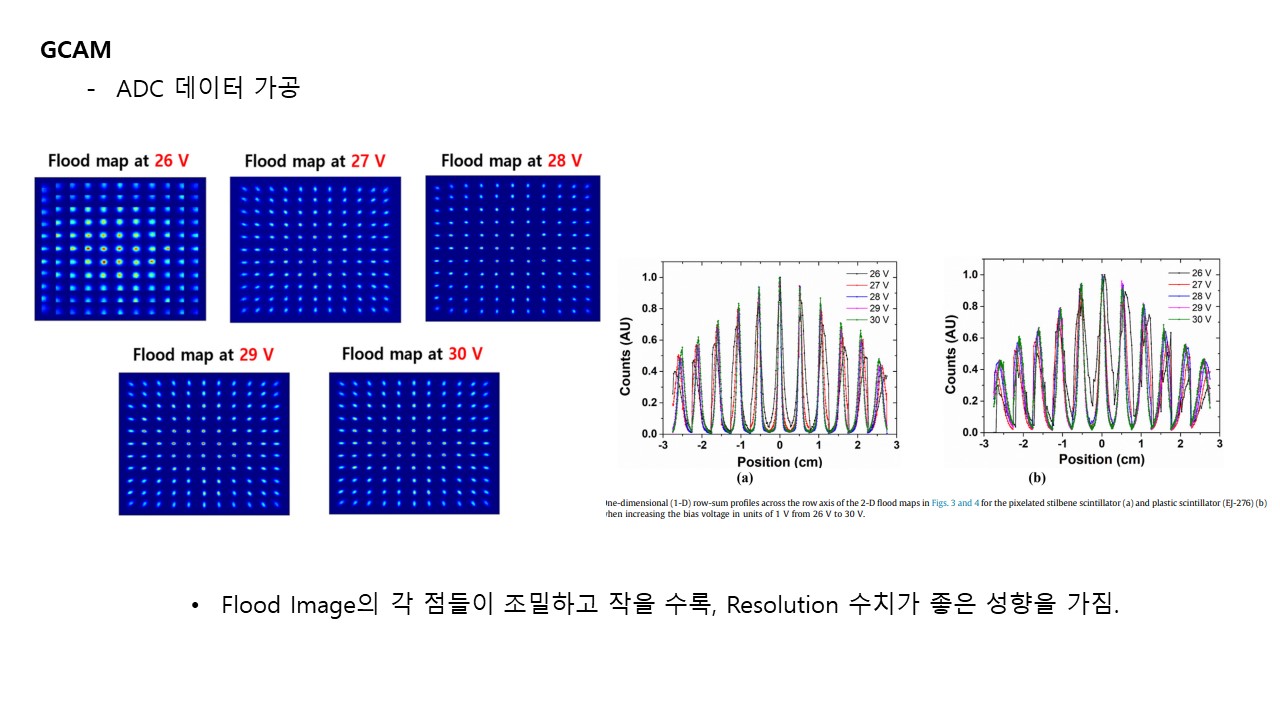 GCAM
- ADC 데이터 가공
Flood map at 26 V
Flood map at 27 V
Flood map at 28 V
Flood map at 29 V
Flood map at 30 V
Counts (AU)
1.0
0.8
0.6
0.4
0.2
0.0
-3 -2 -1 0 1 2 3
Position (cm)
26 V
27 V
28 V
29 V
30 V
(a)
Counts (AU)
1.0
0.8
0.6
0.4
0.2
0.0
-3 -2 -1 0 1 2 3
Position (cm)
26 V
27 V
28 V
29 V
30 V
(b)
ne-dimensional (1-D) row-sum profiles across the row axis of the 2-D flood maps in Figs. 3 and 4 for the pixelated stilbene scintillator (a) and plastic scintillator (EJ-276) (b)
hen increasing the bias voltage in units of 1 V from 26 V to 30 V.
• Flood Image의 각 점들이 조밀하고 작을 수록, Resolution 수치가 좋은 성향을 가짐.